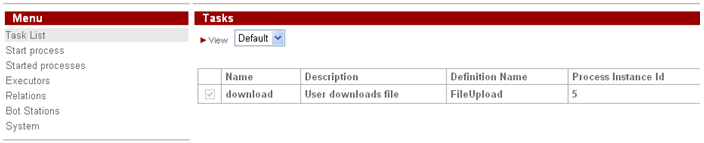 Menu
Task List
Start process
Started processes
Executors
Relations
Bot Stations
System
Tasks
View Default
Name Description Definition Name Process Instance Id
download User downloads file FileUpload 5